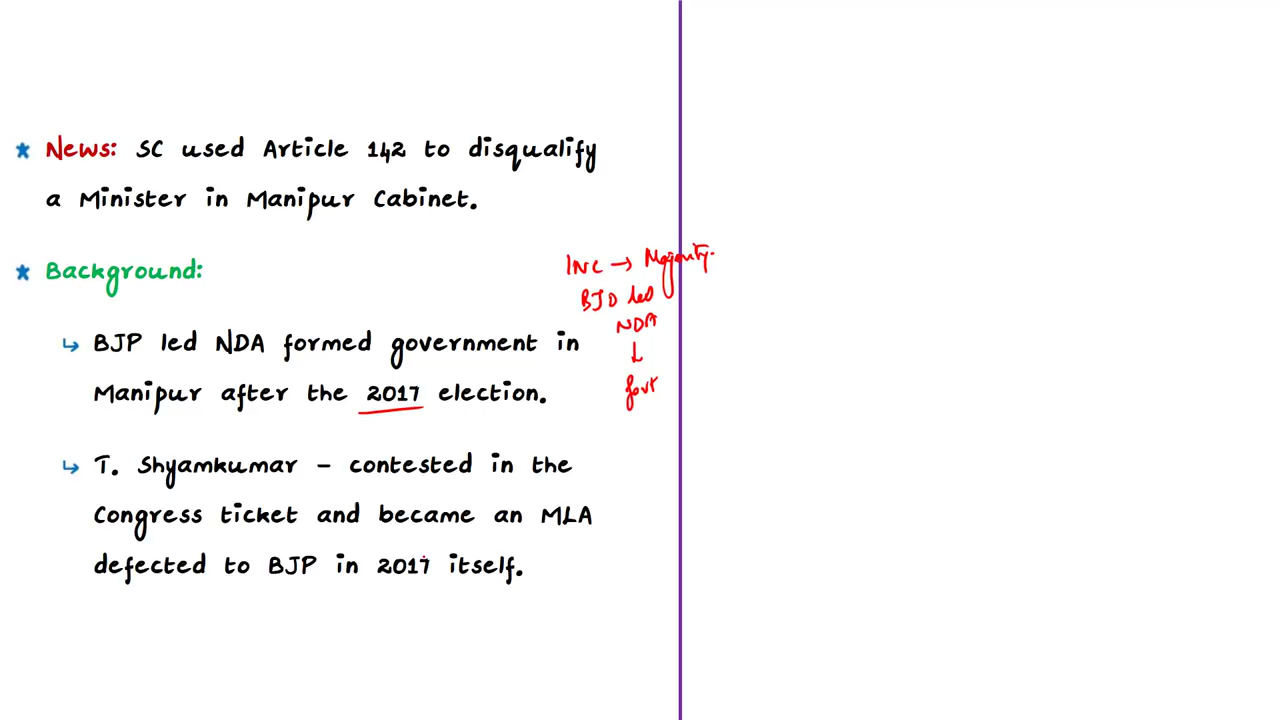 * News: SC used Article 142 to disqualify
a Minister in Manipur Cabinet.
* Background:
INC → Majority.
BJD led
NDA
↓
Govt
↳ BJP led NDA formed government in
Manipur after the 2017 election.
↳ T. Shyamkumar – contested in the
Congress ticket and became an MLA
defected to BJP in 2017 itself.